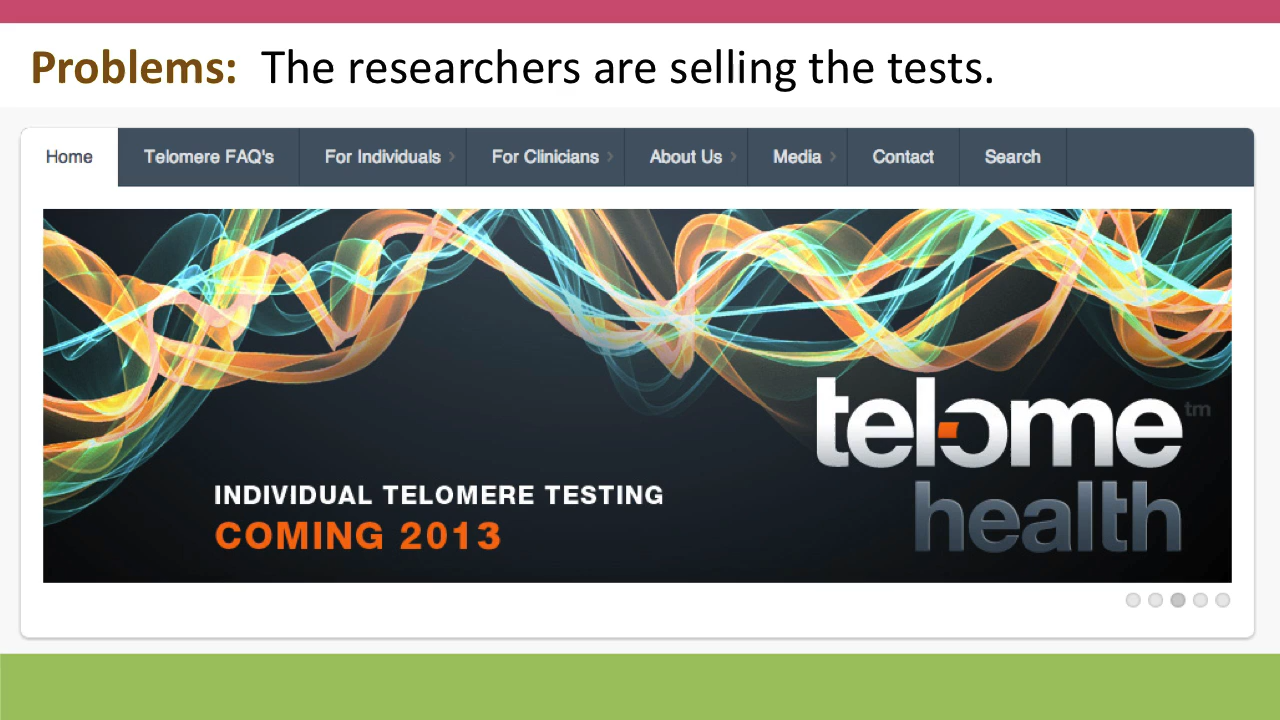 Problems: The researchers are selling the tests.
Home Telomere FAQ's For Individuals › For Clinicians › About Us › Media › Contact Search
telome tm
health
INDIVIDUAL TELOMERE TESTING
COMING 2013